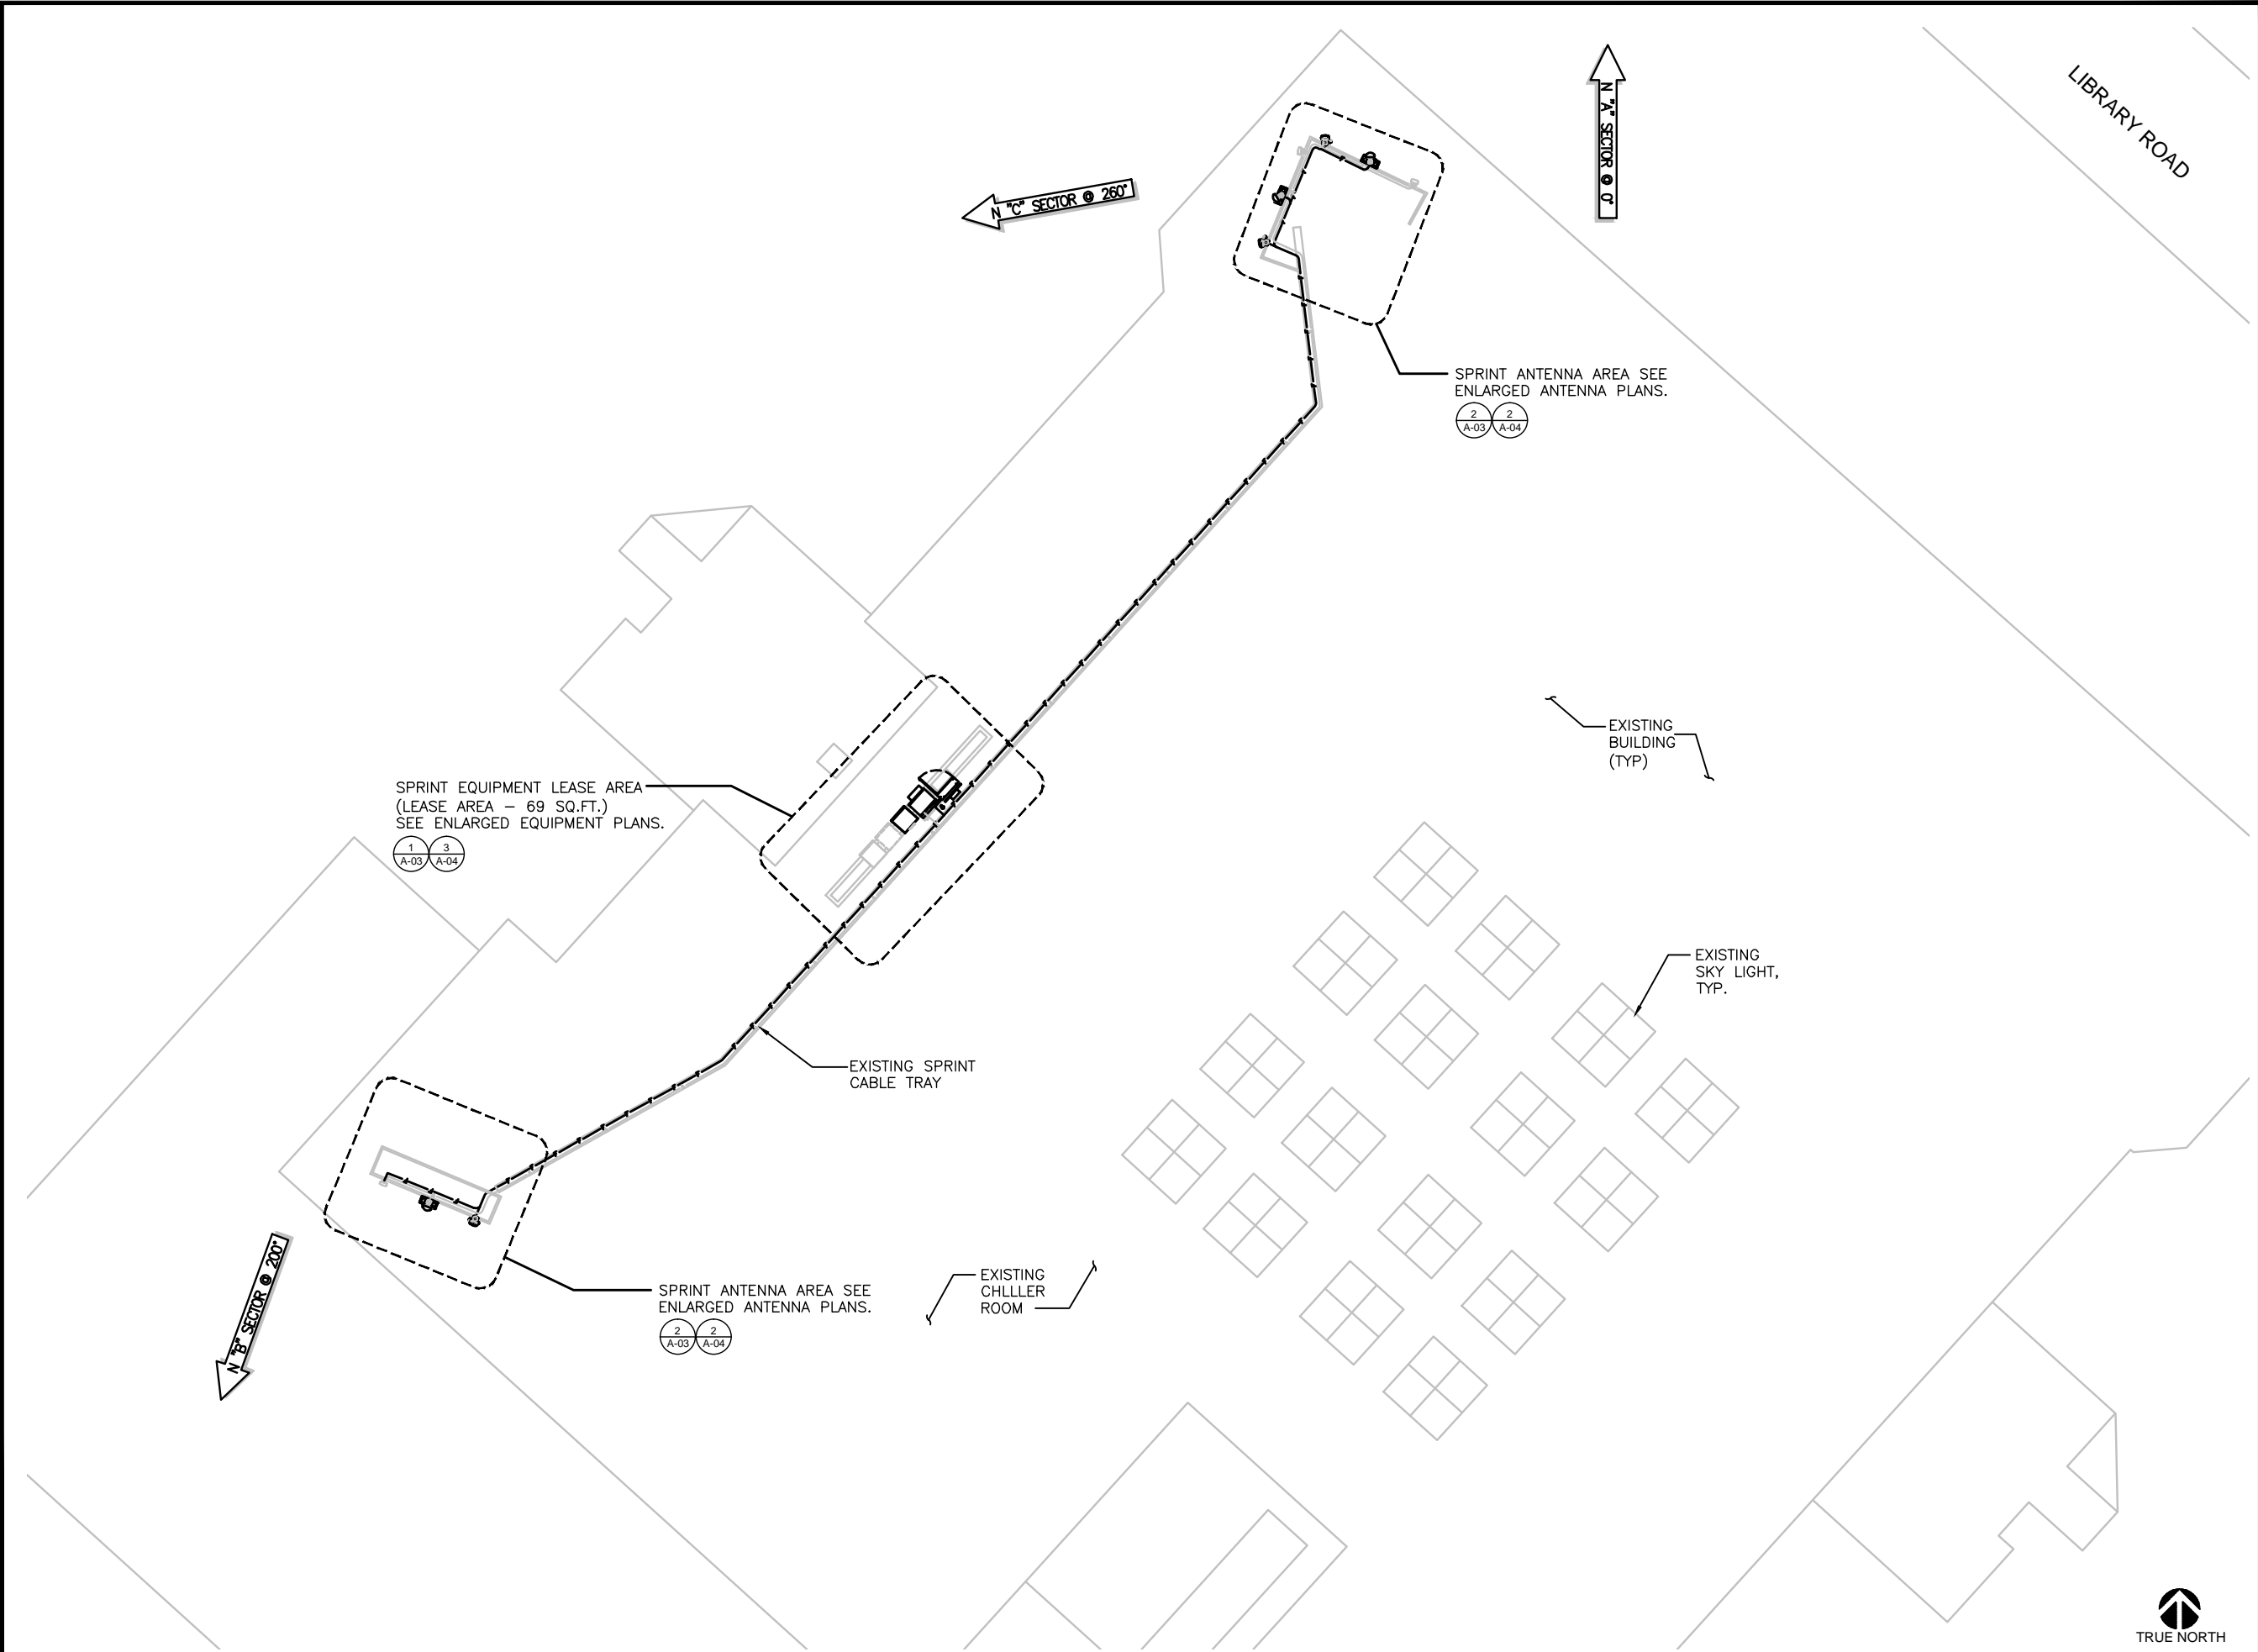 LIBRARY ROAD
N "A" SECTOR @ 0°
N "C" SECTOR @ 260°
SPRINT ANTENNA AREA SEE
ENLARGED ANTENNA PLANS.
2 2
A-03 A-04
EXISTING
BUILDING
(TYP)
SPRINT EQUIPMENT LEASE AREA
(LEASE AREA – 69 SQ.FT.)
SEE ENLARGED EQUIPMENT PLANS.
1 3
A-03 A-04
EXISTING
SKY LIGHT,
TYP.
EXISTING SPRINT
CABLE TRAY
N "B" SECTOR @ 200°
SPRINT ANTENNA AREA SEE
ENLARGED ANTENNA PLANS.
2 2
A-03 A-04
EXISTING
CHLLLER
ROOM
TRUE NORTH